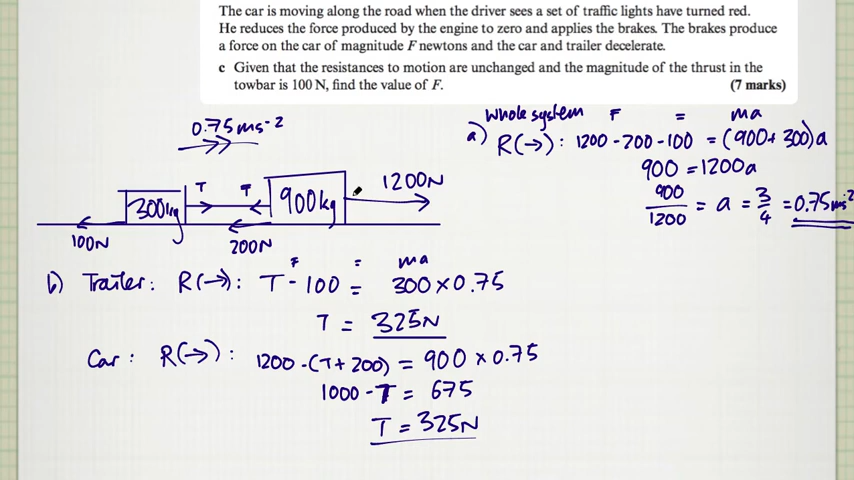 The car is moving along the road when the driver sees a set of traffic lights have turned red.
He reduces the force produced by the engine to zero and applies the brakes. The brakes produce
a force on the car of magnitude F newtons and the car and trailer decelerate.
c Given that the resistances to motion are unchanged and the magnitude of the thrust in the
towbar is 100 N, find the value of F. (7 marks)
Whole system F = ma
a) R(→): 1200 - 200 - 100 = (900 + 300)a
900 = 1200a
900/1200 = a = 3/4 = 0.75ms⁻²
0.75ms⁻²
T T 1200N
300kg 900kg
100N 200N
F = ma
b) Trailer: R(→): T - 100 = 300 × 0.75
T = 325N
Car: R(→): 1200 - (T + 200) = 900 × 0.75
1000 - T = 675
T = 325N